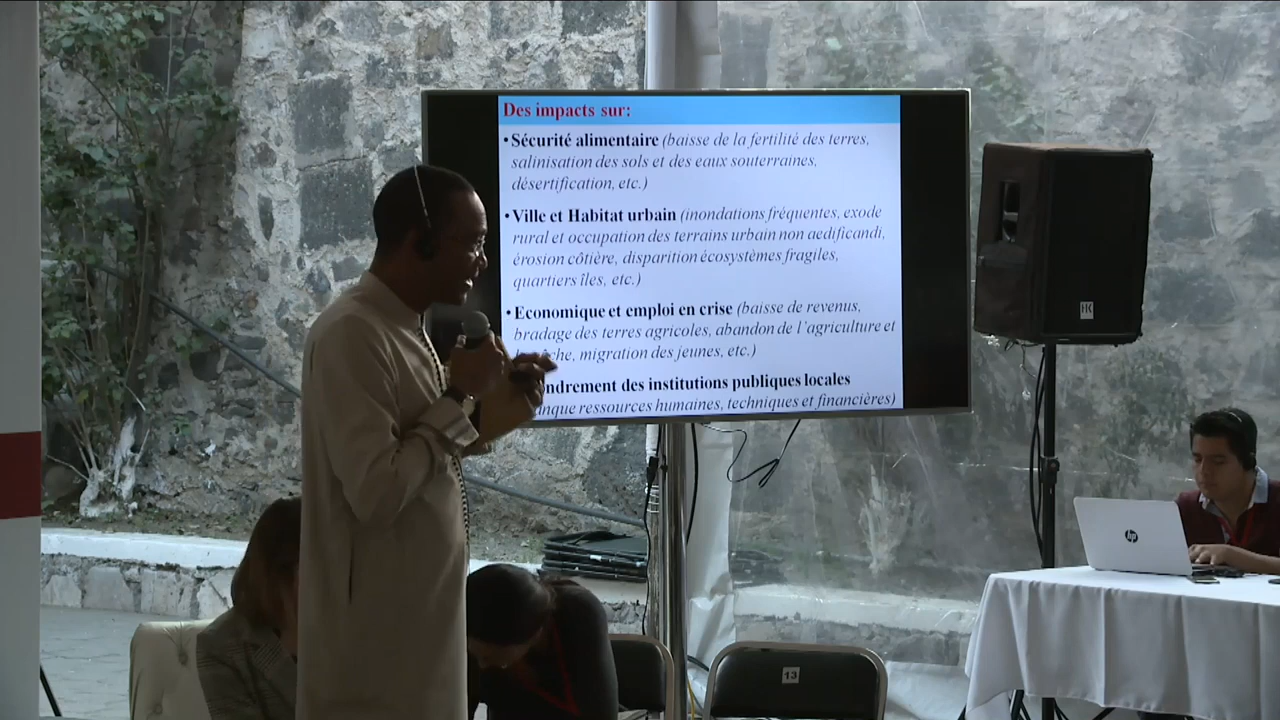 Des impacts sur:
• Sécurité alimentaire (baisse de la fertilité des terres,
salinisation des sols et des eaux souterraines,
désertification, etc.)
• Ville et Habitat urbain (inondations fréquentes, exode
rural et occupation des terrains urbain non aedificandi,
érosion côtière, disparition écosystèmes fragiles,
quartiers îles, etc.)
• Economique et emploi en crise (baisse de revenus,
bradage des terres agricoles, abandon de l'agriculture et
migration des jeunes, etc.)
des institutions publiques locales
ressources humaines, techniques et financières)
HK
hp
13